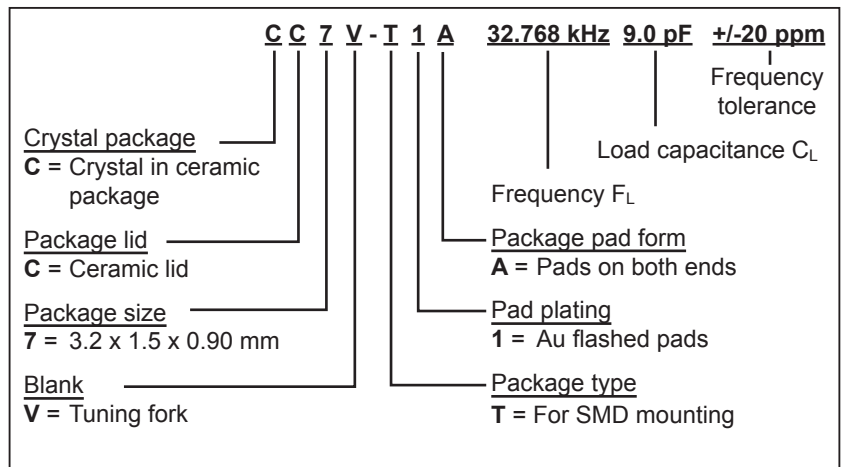 C C 7 V - T 1 A 32.768 kHz 9.0 pF +/-20 ppm
Frequency
tolerance
Crystal package
C = Crystal in ceramic
package
Load capacitance CL
Frequency FL
Package lid
C = Ceramic lid
Package pad form
A = Pads on both ends
Package size
7 = 3.2 x 1.5 x 0.90 mm
Pad plating
1 = Au flashed pads
Blank
V = Tuning fork
Package type
T = For SMD mounting